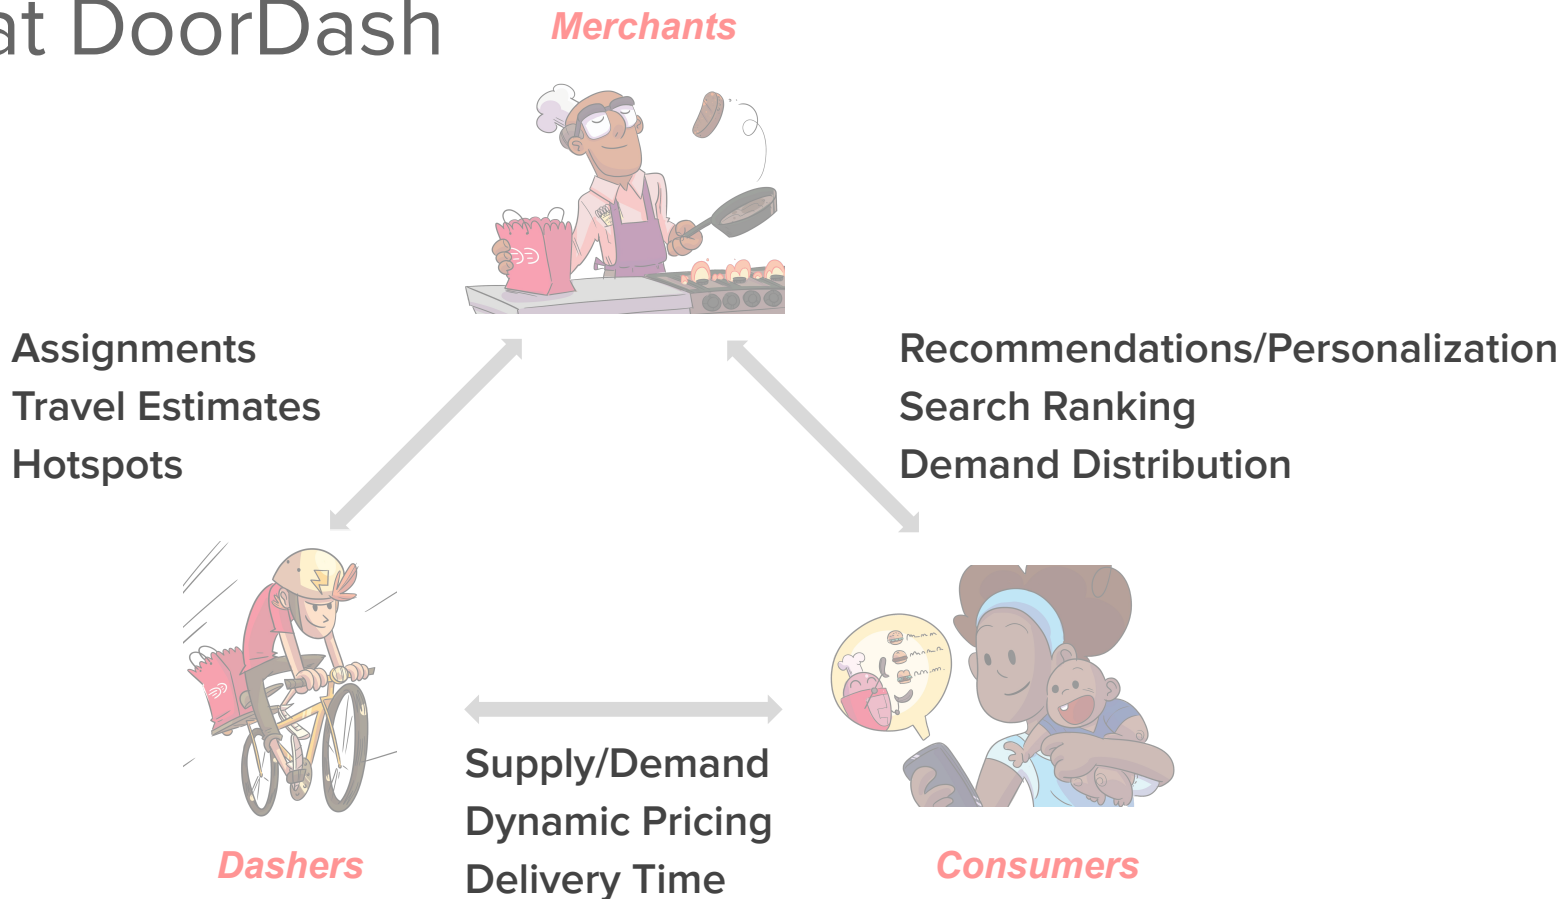 at DoorDash
Merchants
Assignments
Travel Estimates
Hotspots
Recommendations/Personalization
Search Ranking
Demand Distribution
Supply/Demand
Dynamic Pricing
Delivery Time
Dashers
Consumers